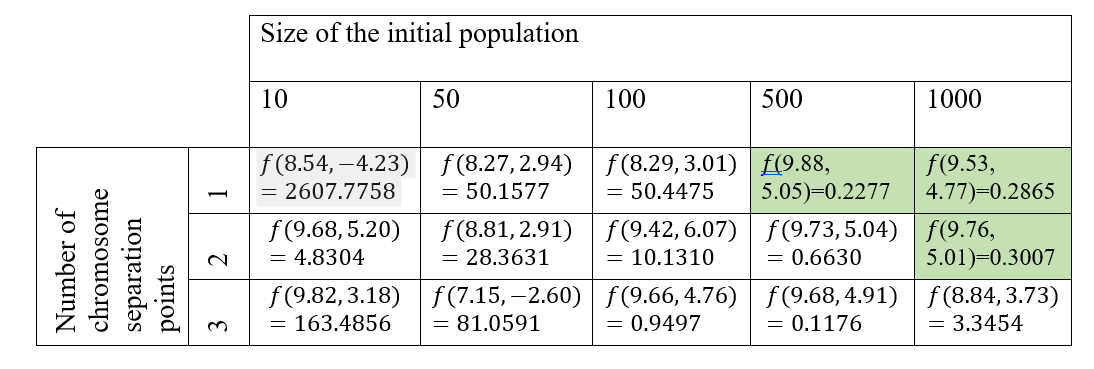 Size of the initial population
10 50 100 500 1000
Number of
chromosome
separation
points
1
f(8.54, −4.23)
= 2607.7758
f(8.27, 2.94)
= 50.1577
f(8.29, 3.01)
= 50.4475
f(9.88,
5.05)=0.2277
f(9.53,
4.77)=0.2865
2
f(9.68, 5.20)
= 4.8304
f(8.81, 2.91)
= 28.3631
f(9.42, 6.07)
= 10.1310
f(9.73, 5.04)
= 0.6630
f(9.76,
5.01)=0.3007
3
f(9.82, 3.18)
= 163.4856
f(7.15, −2.60)
= 81.0591
f(9.66, 4.76)
= 0.9497
f(9.68, 4.91)
= 0.1176
f(8.84, 3.73)
= 3.3454